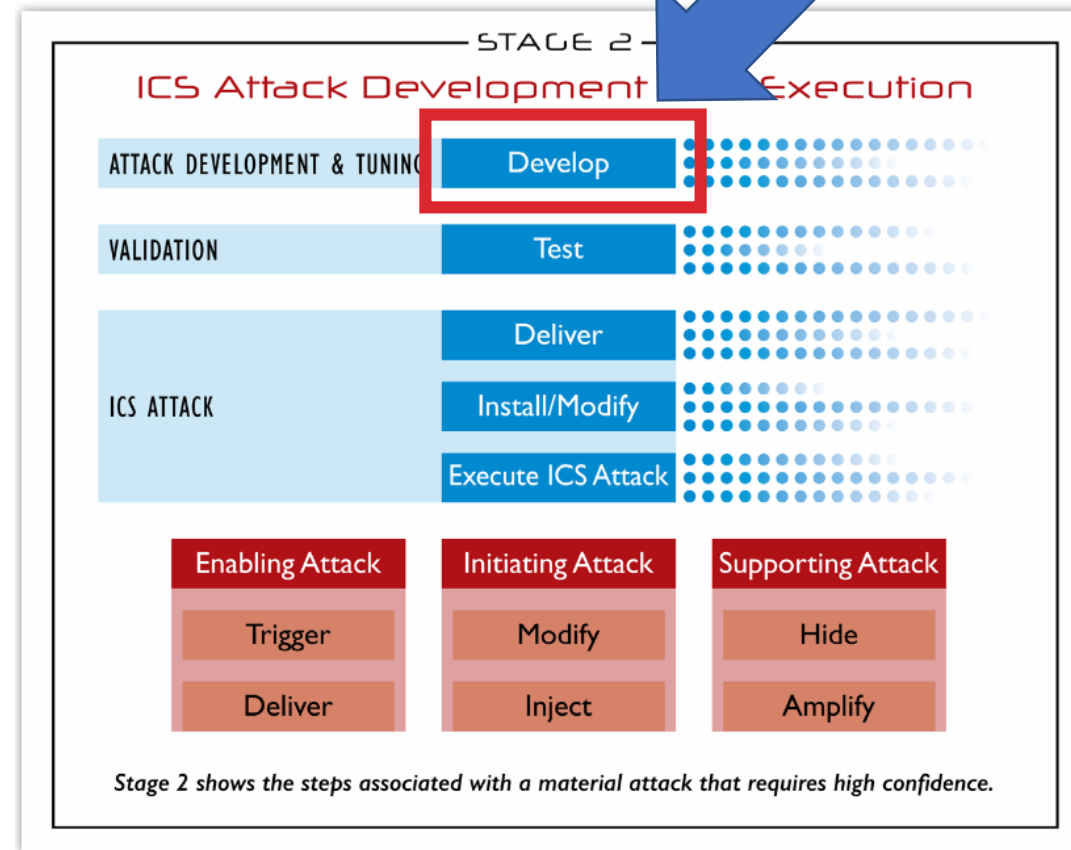 STAGE 2
ICS Attack Development Execution
ATTACK DEVELOPMENT & TUNING Develop
VALIDATION Test
Deliver
ICS ATTACK Install/Modify
Execute ICS Attack
Enabling Attack Initiating Attack Supporting Attack
Trigger Modify Hide
Deliver Inject Amplify
Stage 2 shows the steps associated with a material attack that requires high confidence.